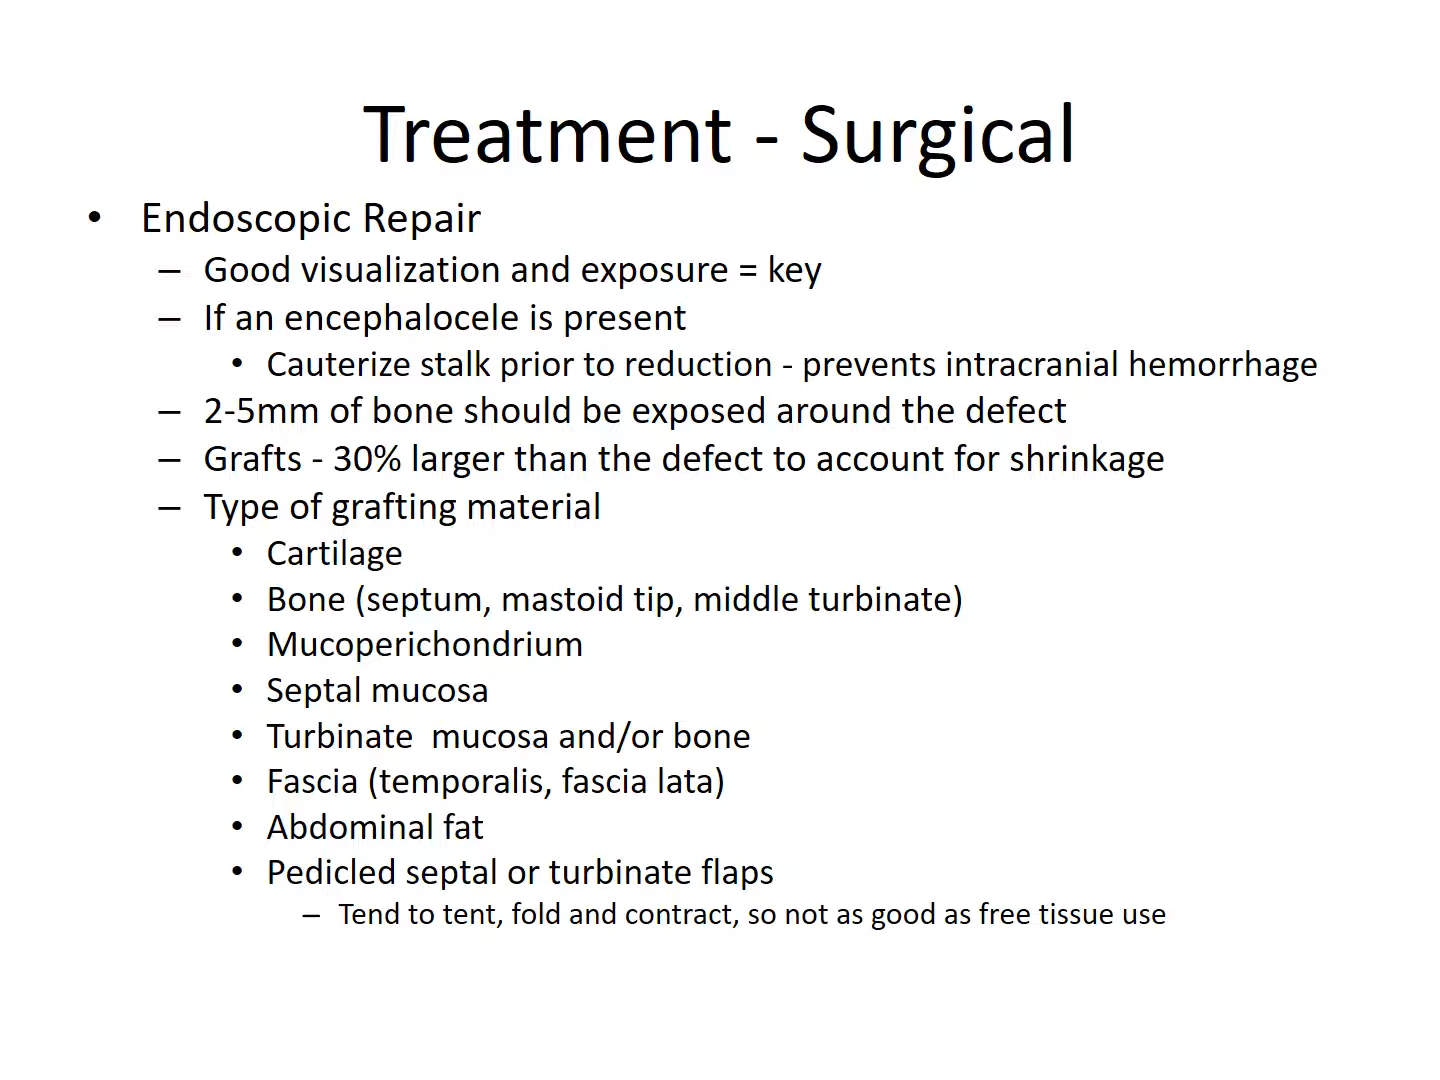 Treatment - Surgical
• Endoscopic Repair
– Good visualization and exposure = key
– If an encephalocele is present
• Cauterize stalk prior to reduction - prevents intracranial hemorrhage
– 2-5mm of bone should be exposed around the defect
– Grafts - 30% larger than the defect to account for shrinkage
– Type of grafting material
• Cartilage
• Bone (septum, mastoid tip, middle turbinate)
• Mucoperichondrium
• Septal mucosa
• Turbinate  mucosa and/or bone
• Fascia (temporalis, fascia lata)
• Abdominal fat
• Pedicled septal or turbinate flaps
– Tend to tent, fold and contract, so not as good as free tissue use